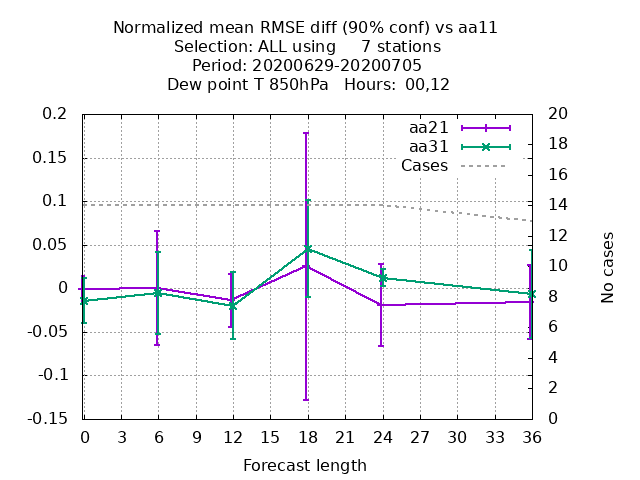 Normalized mean RMSE diff (90% conf) vs aa11
Selection: ALL using     7 stations
Period: 20200629-20200705
Dew point T 850hPa   Hours:  00,12
0.2
0.15
0.1
0.05
0
-0.05
-0.1
-0.15
aa21
aa31
Cases
20
18
16
14
12
10
8
6
4
2
0
No cases
0 3 6 9 12 15 18 21 24 27 30 33 36
Forecast length